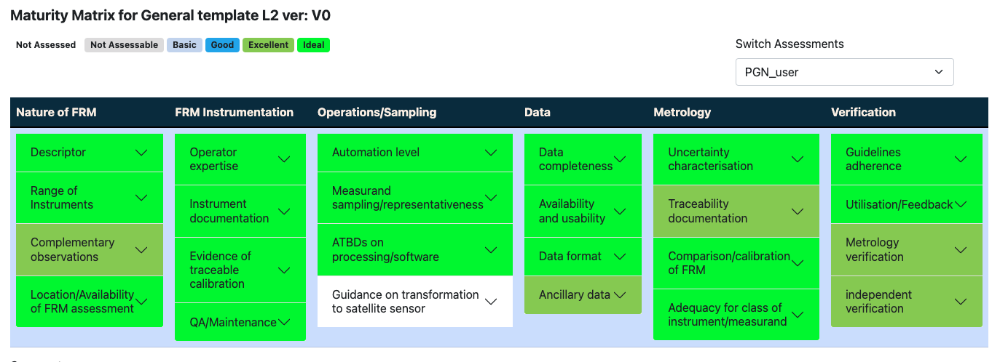 Maturity Matrix for General template L2 ver: V0
Not Assessed Not Assessable Basic Good Excellent Ideal
Switch Assessments
PGN_user
Nature of FRM
FRM Instrumentation
Operations/Sampling
Data
Metrology
Verification
Descriptor
Range of
Instruments
Complementary
observations
Location/Availability
of FRM assessment
Operator
expertise
Instrument
documentation
Evidence of
traceable
calibration
QA/Maintenance
Automation level
Measurand
sampling/representativeness
ATBDs on
processing/software
Guidance on transformation
to satellite sensor
Data
completeness
Availability
and usability
Data format
Ancillary data
Uncertainty
characterisation
Traceability
documentation
Comparison/calibration
of FRM
Adequacy for class of
instrument/measurand
Guidelines
adherence
Utilisation/Feedback
Metrology
verification
independent
verification